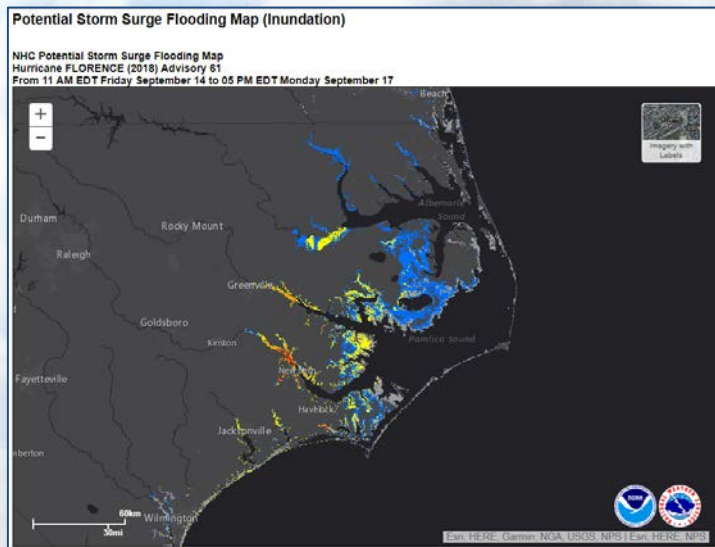 Potential Storm Surge Flooding Map (Inundation)
NHC Potential Storm Surge Flooding Map
Hurricane FLORENCE (2018) Advisory 61
From 11 AM EDT Friday September 14 to 05 PM EDT Monday September 17
+
−
Beach
Imagery with
Labels
Albemarle
Sound
Durham
Rocky Mount
Raleigh
Greenville
Goldsboro
Pamlico Sound
Kinston
New Bern
Fayetteville
Havelock
Jacksonville
mberton
60km
30mi
Wilmington
Esri, HERE, Garmin, NGA, USGS, NPS | Esri, HERE, NPS